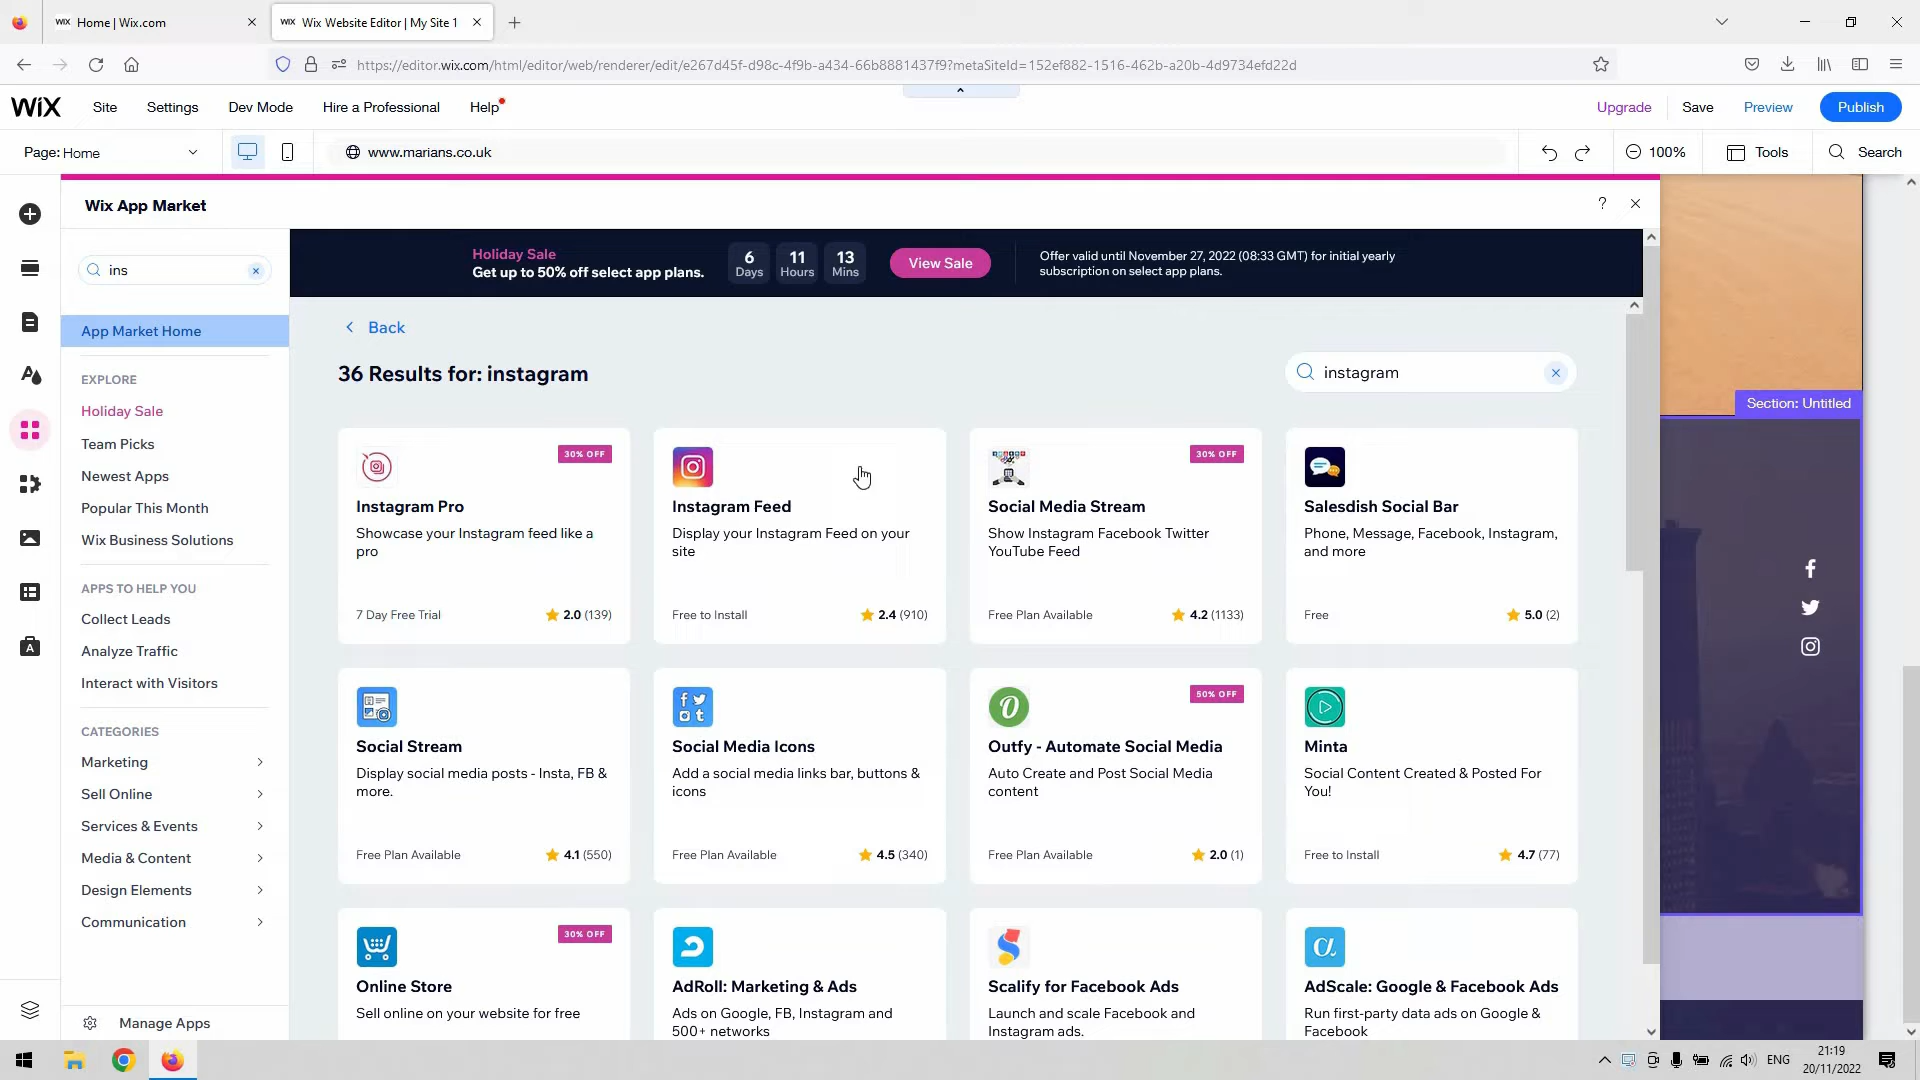 WIX Home | Wix.com
WIX Wix Website Editor | My Site 1
https://editor.wix.com/html/editor/web/renderer/edit/e267d45f-d98c-4f9b-a434-66b8881437f9?metaSiteId=152ef882-1516-462b-a20b-4d9734efd22d
WIX Site Settings Dev Mode Hire a Professional Help Upgrade Save Preview Publish
Page: Home www.marians.co.uk 100% Tools Search
Wix App Market ?
ins
App Market Home
EXPLORE
Holiday Sale
Team Picks
Newest Apps
Popular This Month
Wix Business Solutions
APPS TO HELP YOU
Collect Leads
Analyze Traffic
Interact with Visitors
CATEGORIES
Marketing
Sell Online
Services & Events
Media & Content
Design Elements
Communication
Manage Apps
Holiday Sale
Get up to 50% off select app plans.
6 Days
11 Hours
13 Mins
View Sale
Offer valid until November 27, 2022 (08:33 GMT) for initial yearly
subscription on select app plans.
Back
36 Results for: instagram
instagram
30% OFF
Instagram Pro
Showcase your Instagram feed like a
pro
7 Day Free Trial 2.0 (139)
Instagram Feed
Display your Instagram Feed on your
site
Free to Install 2.4 (910)
30% OFF
Social Media Stream
Show Instagram Facebook Twitter
YouTube Feed
Free Plan Available 4.2 (1133)
Salesdish Social Bar
Phone, Message, Facebook, Instagram,
and more
Free 5.0 (2)
Social Stream
Display social media posts - Insta, FB &
more.
Free Plan Available 4.1 (550)
Social Media Icons
Add a social media links bar, buttons &
icons
Free Plan Available 4.5 (340)
50% OFF
Outfy - Automate Social Media
Auto Create and Post Social Media
content
Free Plan Available 2.0 (1)
Minta
Social Content Created & Posted For
You!
Free to Install 4.7 (77)
30% OFF
Online Store
Sell online on your website for free
AdRoll: Marketing & Ads
Ads on Google, FB, Instagram and
500+ networks
Scalify for Facebook Ads
Launch and scale Facebook and
Instagram ads.
AdScale: Google & Facebook Ads
Run first-party data ads on Google &
Facebook
Section: Untitled
ENG
21:19
20/11/2022